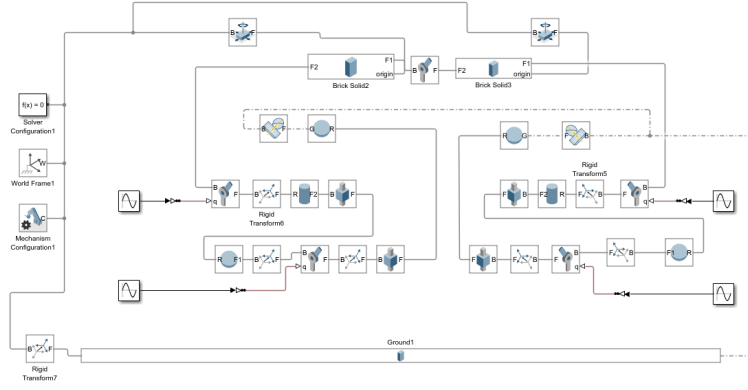 B F
B F
F2 F1
origin
Brick Solid2
B F
F2 F1
origin
Brick Solid3
f(x) = 0
Solver
Configuration1
B F
G R
R G
F B
Rigid
Transform5
W
World Frame1
B
q F
B F
R F2
B F
Rigid
Transform6
F B
F2 R
F B
F B
q
C
Mechanism
Configuration1
R F1
B F
B
q F
B F
F
F B
F B
F B
q
F B
F1 R
B F
Rigid
Transform7
Ground1